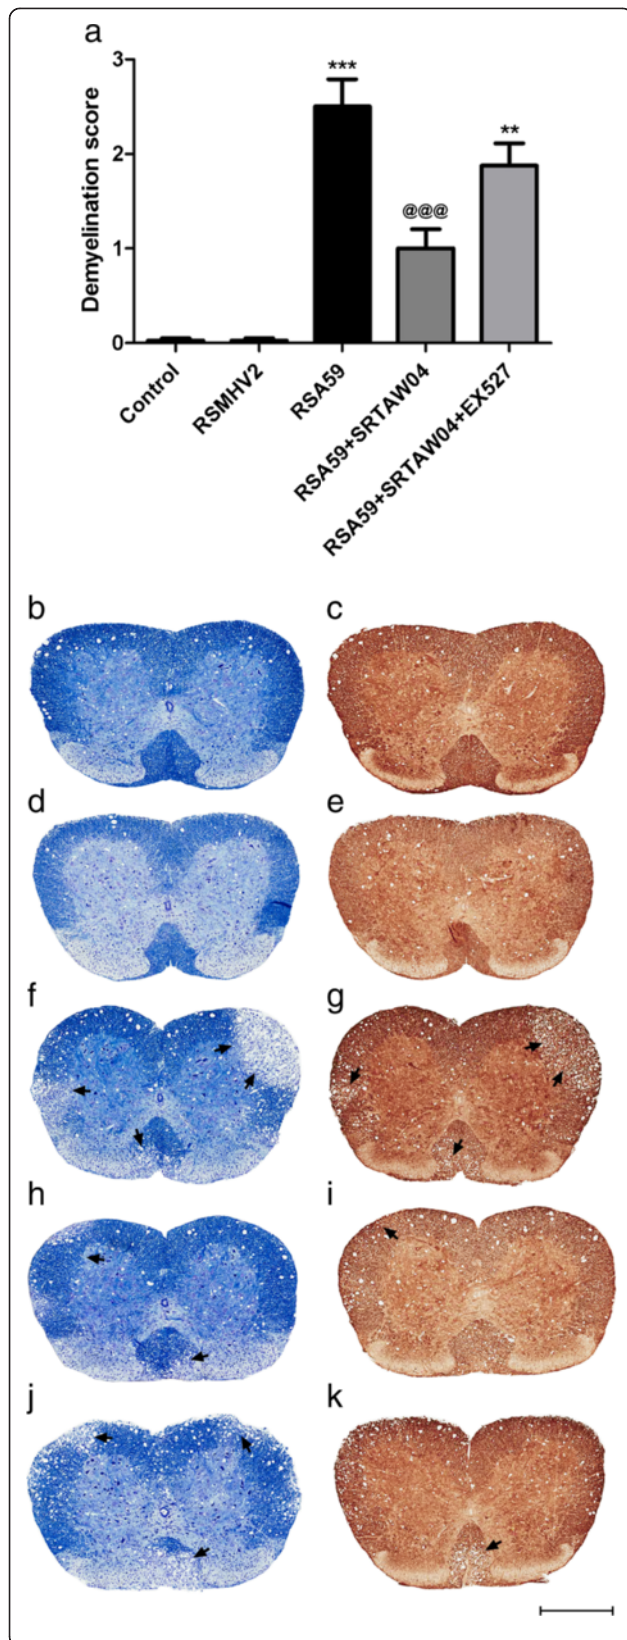 a
Demyelination score
3
2
1
0
***
@@@
**
Control
RSMHV2
RSA59
RSA59+SRTAW04
RSA59+SRTAW04+EX527
b
c
d
e
f
g
h
i
j
k